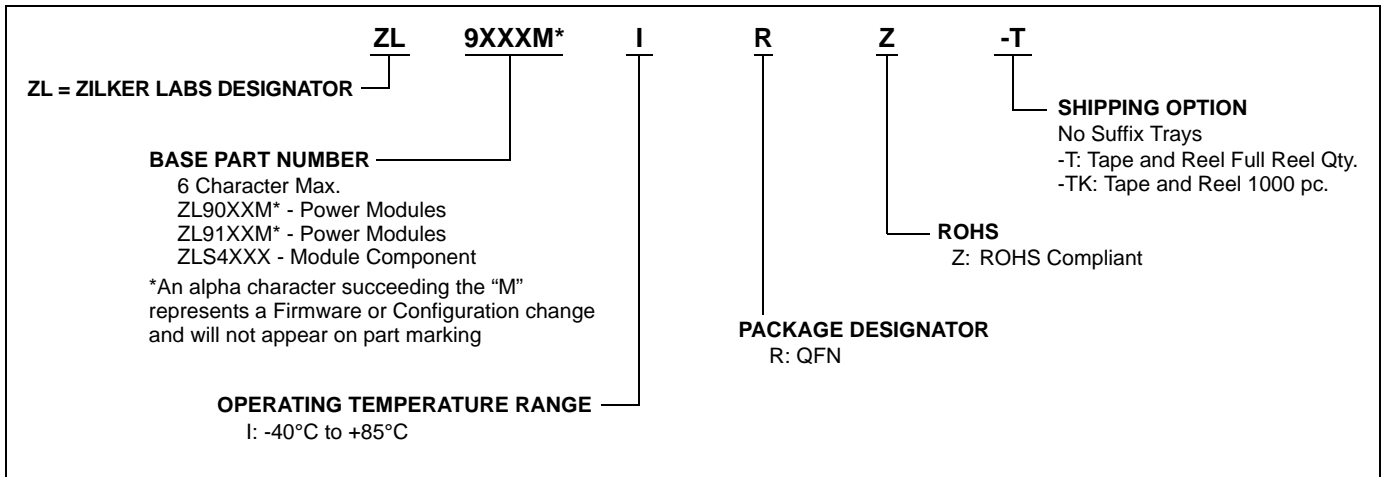 ZL 9XXXM* I R Z -T
ZL = ZILKER LABS DESIGNATOR
SHIPPING OPTION
No Suffix Trays
-T: Tape and Reel Full Reel Qty.
-TK: Tape and Reel 1000 pc.
BASE PART NUMBER
6 Character Max.
ZL90XXM* - Power Modules
ZL91XXM* - Power Modules
ZLS4XXX - Module Component
*An alpha character succeeding the “M”
represents a Firmware or Configuration change
and will not appear on part marking
ROHS
Z: ROHS Compliant
PACKAGE DESIGNATOR
R: QFN
OPERATING TEMPERATURE RANGE
I: -40°C to +85°C